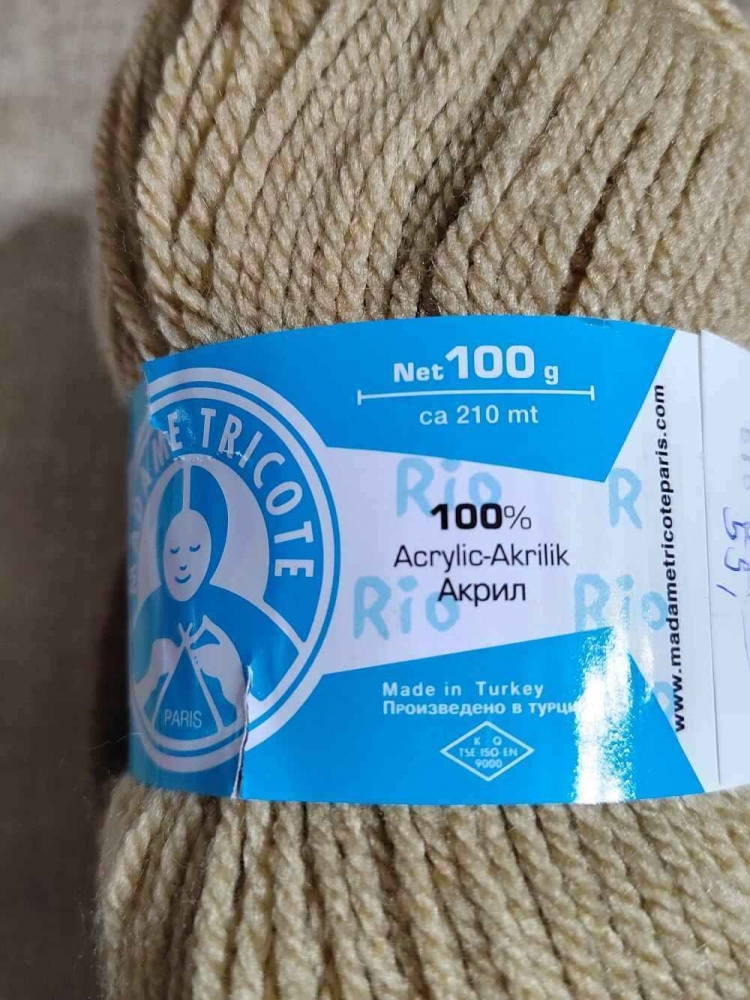 MADAME TRICOTE
PARIS
Net 100 g
ca 210 mt
Rio
R
100%
Acrylic-Akrilik
Акрил
Rio
Rio
Made in Turkey
Произведено в турци
K Q
TSE ISO EN
9000
www.madametricoteparis.com